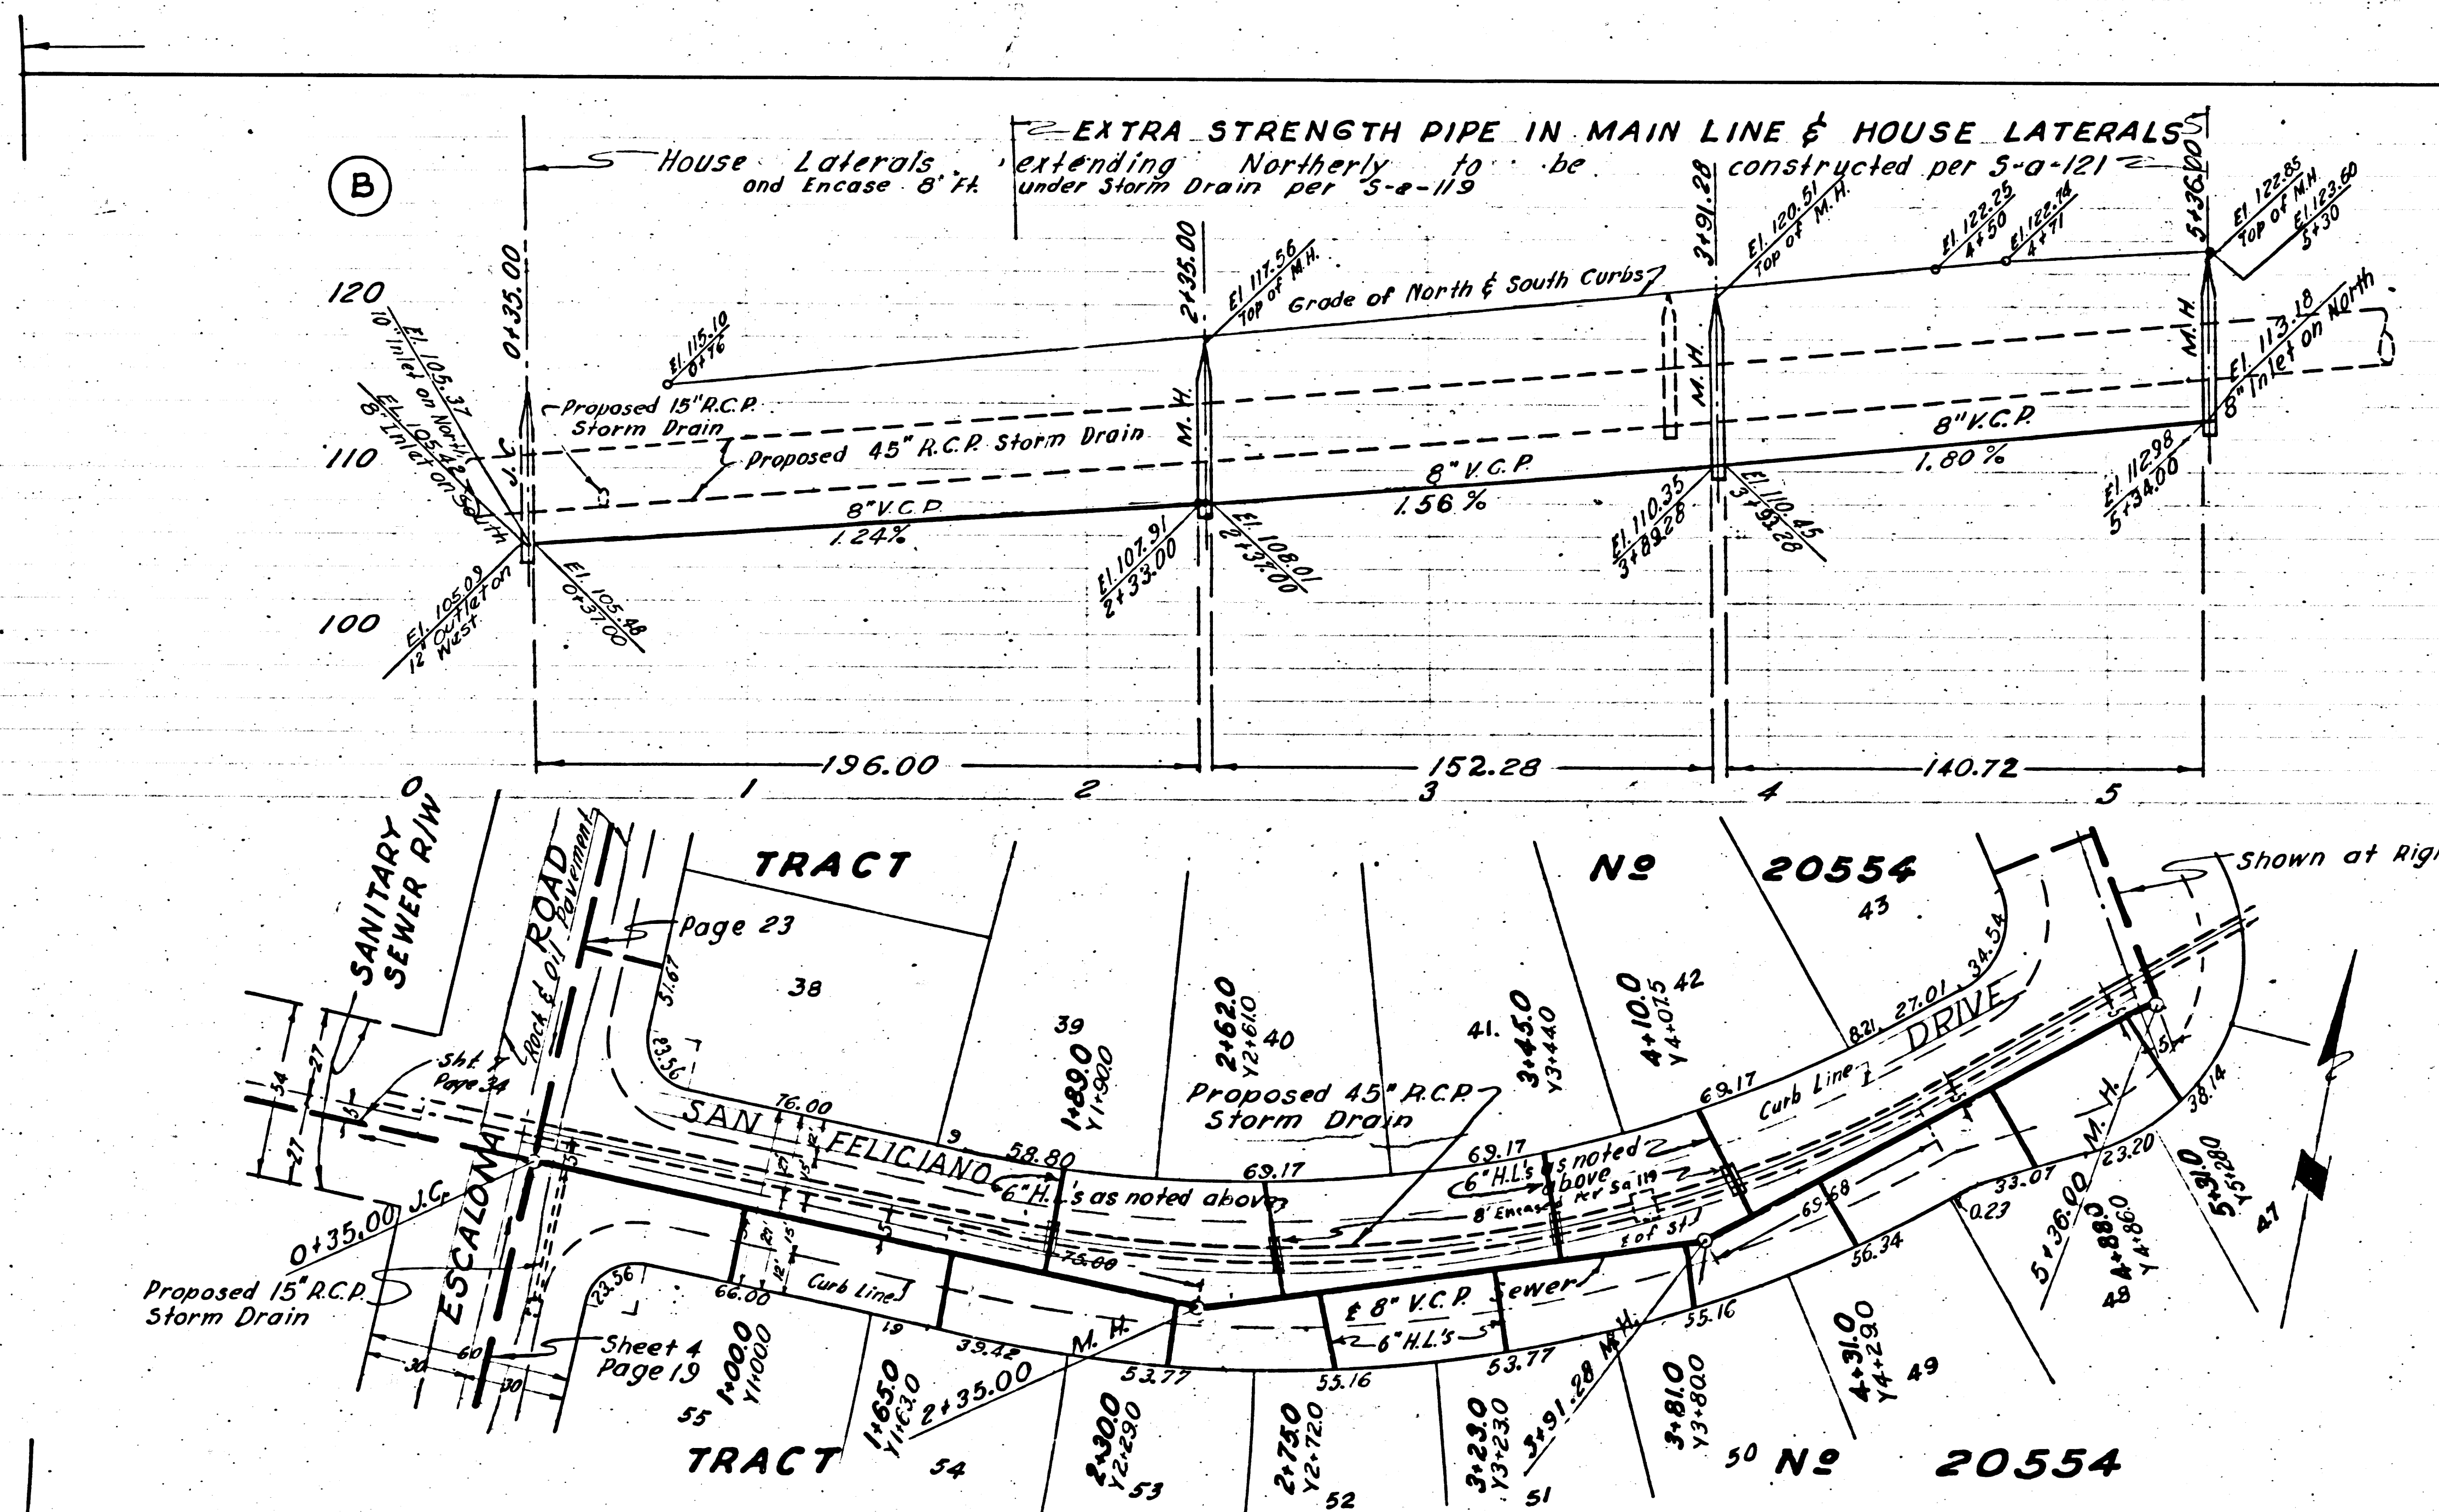 EXTRA STRENGTH PIPE IN MAIN LINE & HOUSE LATERALS
House Laterals extending Northerly to be constructed per S-a-121
and Encase 8' Ft. under Storm Drain per S-a-119
B
120
110
100
0+35.00
2+35.00
3+91.28
5+36.00
El. 105.37
10" Inlet on North
El. 105.42
8" Inlet on South
El. 105.09
12" Outlet on
West
El. 105.48
0+37.00
J.C.
El. 115.10
0+76
Proposed 15" R.C.P.
Storm Drain
Proposed 45" R.C.P. Storm Drain
8" V.C.P.
1.24%
El. 117.56
Top of M.H.
M.H.
El. 107.91
2+33.00
El. 108.01
2+37.00
Grade of North & South Curbs
8" V.C.P.
1.56 %
El. 120.51
Top of M.H.
M.H.
El. 110.35
3+89.28
El. 110.45
3+93.28
El. 122.25
4+50
El. 122.74
4+71
8" V.C.P.
1.80 %
El. 122.85
Top of M.H.
El. 123.60
5+30
M.H.
El. 113.18
8" Inlet on North
El. 112.98
5+34.00
196.00
152.28
140.72
0
1
2
3
4
5
SANITARY
SEWER R/W
ROAD
Rock & Oil Pavement
TRACT
Nº 20554
Shown at
Page 23
51.67
38
39
40
41.
42
43
23.56
Sht. 
Page 34
54
27
27
5'
SAN FELICIANO DRIVE
76.00
9
58.80
69.17
69.17
69.17
8.21
27.01
34.54
1+89.0
Y1+90.0
2+62.0
Y2+61.0
3+45.0
Y3+44.0
4+10.0
Y4+07.5
Proposed 45" R.C.P.
Storm Drain
6" H.L's as noted above
6" H.L's as noted
above
8' Encased Per Sa 119
Curb Line
¢ of St.
0+35.00 J.C.
ESCALONA
Proposed 15" R.C.P.
Storm Drain
23.56
66.00
Curb Line
75.00
21'
15'
12'
21'
15'
12'
¢ 8" V.C.P. Sewer
6" H.L.'s
65.68
Sheet 4
Page 19
60
30
30
19
39.42
53.77
55.16
53.77
55.16
56.34
0.23
33.07
23.20
38.14
M.H.
2+35.00
3+91.28 M.H.
5+36.00 M.H.
1+00.0
Y1+00.0
1+65.0
Y1+63.0
2+30.0
Y2+29.0
2+75.0
Y2+72.0
3+23.0
Y3+23.0
3+81.0
Y3+80.0
4+31.0
Y4+29.0
4+88.0
Y4+86.0
5+31.0
Y5+28.0
47
48
49
50
51
52
53
54
55
TRACT
Nº 20554